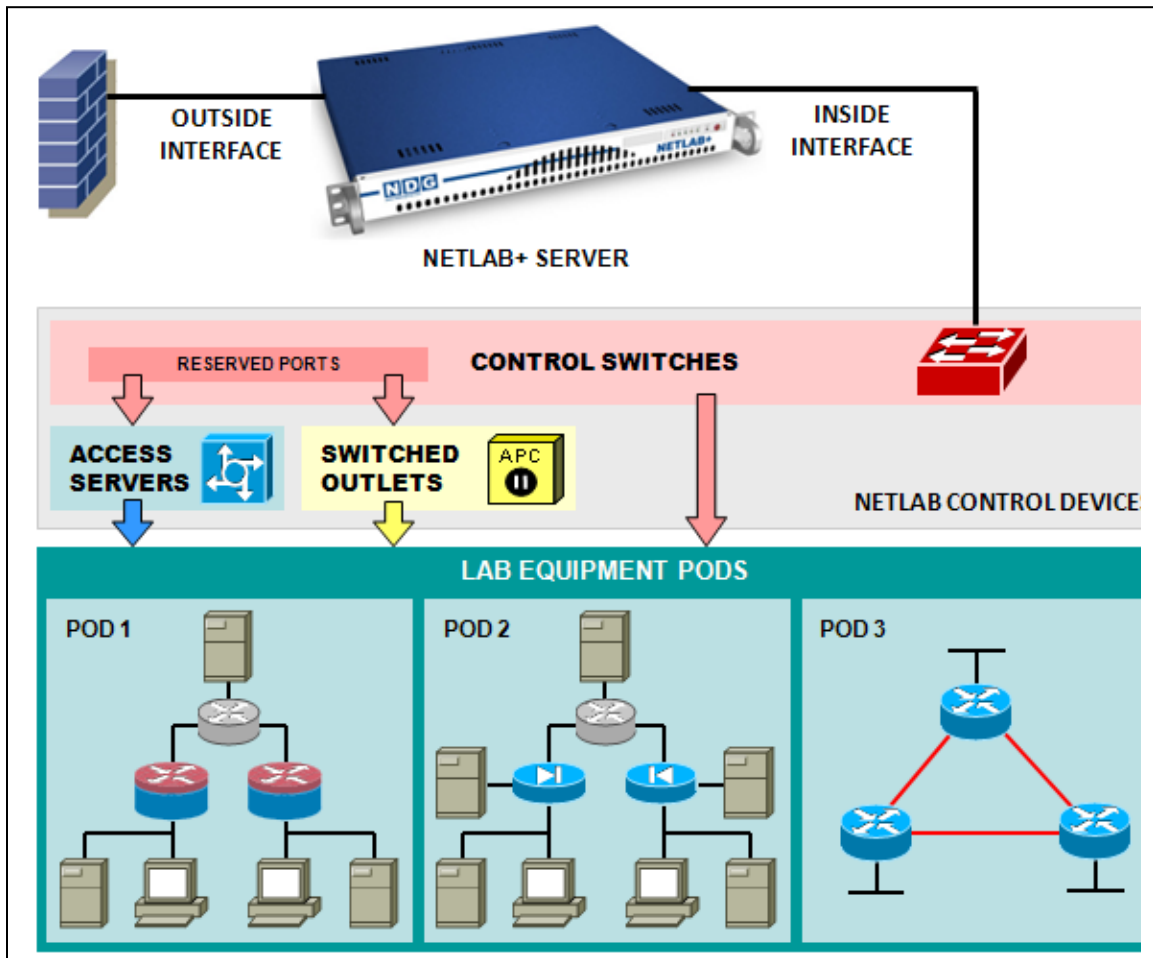 OUTSIDE
INTERFACE
INSIDE
INTERFACE
NDG
NETLAB+
NETLAB+ SERVER
RESERVED PORTS
CONTROL SWITCHES
ACCESS
SERVERS
SWITCHED
OUTLETS
APC
NETLAB CONTROL DEVICES
LAB EQUIPMENT PODS
POD 1
POD 2
POD 3